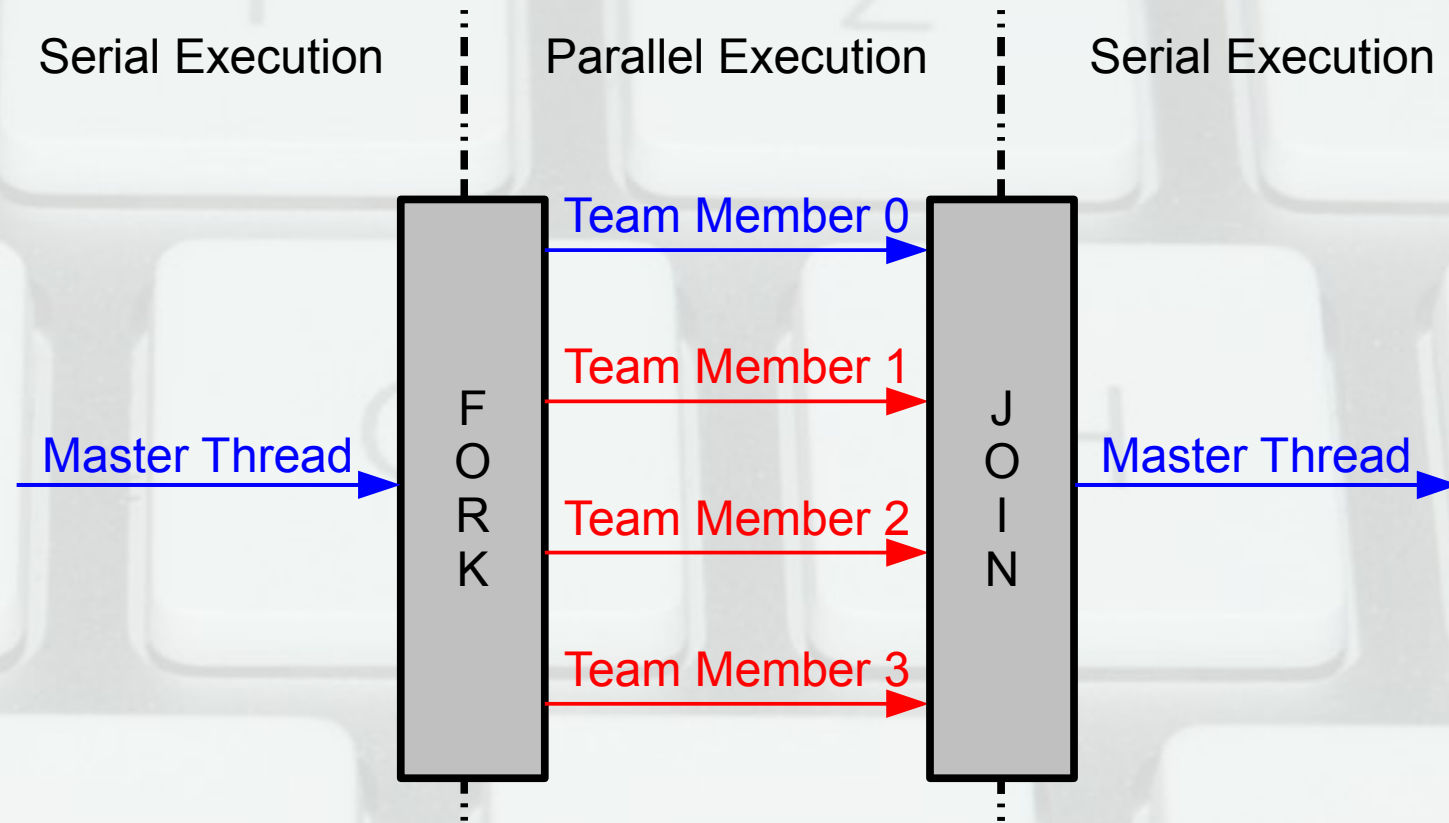 Serial Execution
Parallel Execution
Serial Execution
Master Thread
F
O
R
K
Team Member 0
Team Member 1
Team Member 2
Team Member 3
J
O
I
N
Master Thread